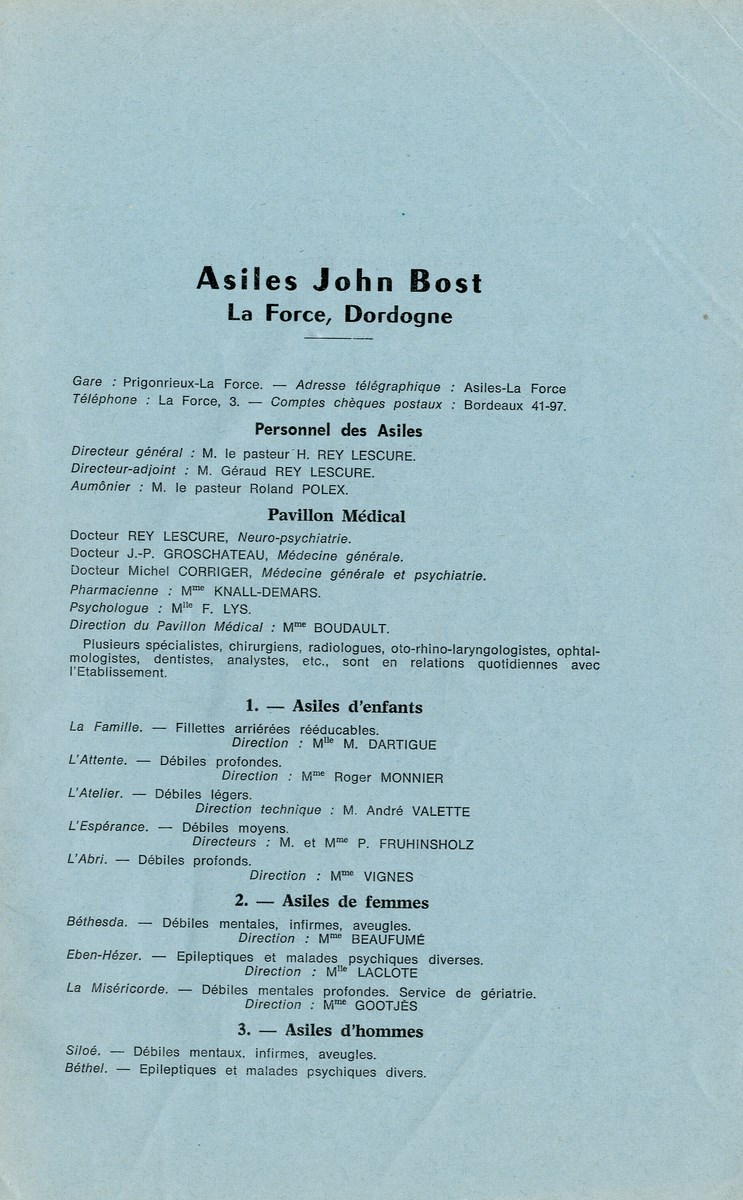 Asiles John Bost
La Force, Dordogne
Gare : Prigonrieux-La Force. — Adresse télégraphique : Asiles-La Force
Téléphone : La Force, 3. — Comptes chèques postaux : Bordeaux 41-97.
Personnel des Asiles
Directeur général : M. le pasteur H. REY LESCURE.
Directeur-adjoint : M. Géraud REY LESCURE.
Aumônier : M. le pasteur Roland POLEX.
Pavillon Médical
Docteur REY LESCURE, Neuro-psychiatrie.
Docteur J.-P. GROSCHATEAU, Médecine générale.
Docteur Michel CORRIGER, Médecine générale et psychiatrie.
Pharmacienne : Mme KNALL-DEMARS.
Psychologue : Mlle F. LYS.
Direction du Pavillon Médical : Mme BOUDAULT.
Plusieurs spécialistes, chirurgiens, radiologues, oto-rhino-laryngologistes, ophtal-
mologistes, dentistes, analystes, etc., sont en relations quotidiennes avec
l'Etablissement.
1. — Asiles d'enfants
La Famille. — Fillettes arriérées rééducables.
Direction : Mlle M. DARTIGUE
L'Attente. — Débiles profondes.
Direction : Mme Roger MONNIER
L'Atelier. — Débiles légers.
Direction technique : M. André VALETTE
L'Espérance. — Débiles moyens.
Directeurs : M. et Mme P. FRUHINSHOLZ
L'Abri. — Débiles profonds.
Direction : Mme VIGNES
2. — Asiles de femmes
Béthesda. — Débiles mentales, infirmes, aveugles.
Direction : Mme BEAUFUMÉ
Eben-Hézer. — Epileptiques et malades psychiques diverses.
Direction : Mlle LACLOTE
La Miséricorde. — Débiles mentales profondes. Service de gériatrie.
Direction : Mme GOOTJÈS
3. — Asiles d'hommes
Siloé. — Débiles mentaux. infirmes, aveugles.
Béthel. — Epileptiques et malades psychiques divers.